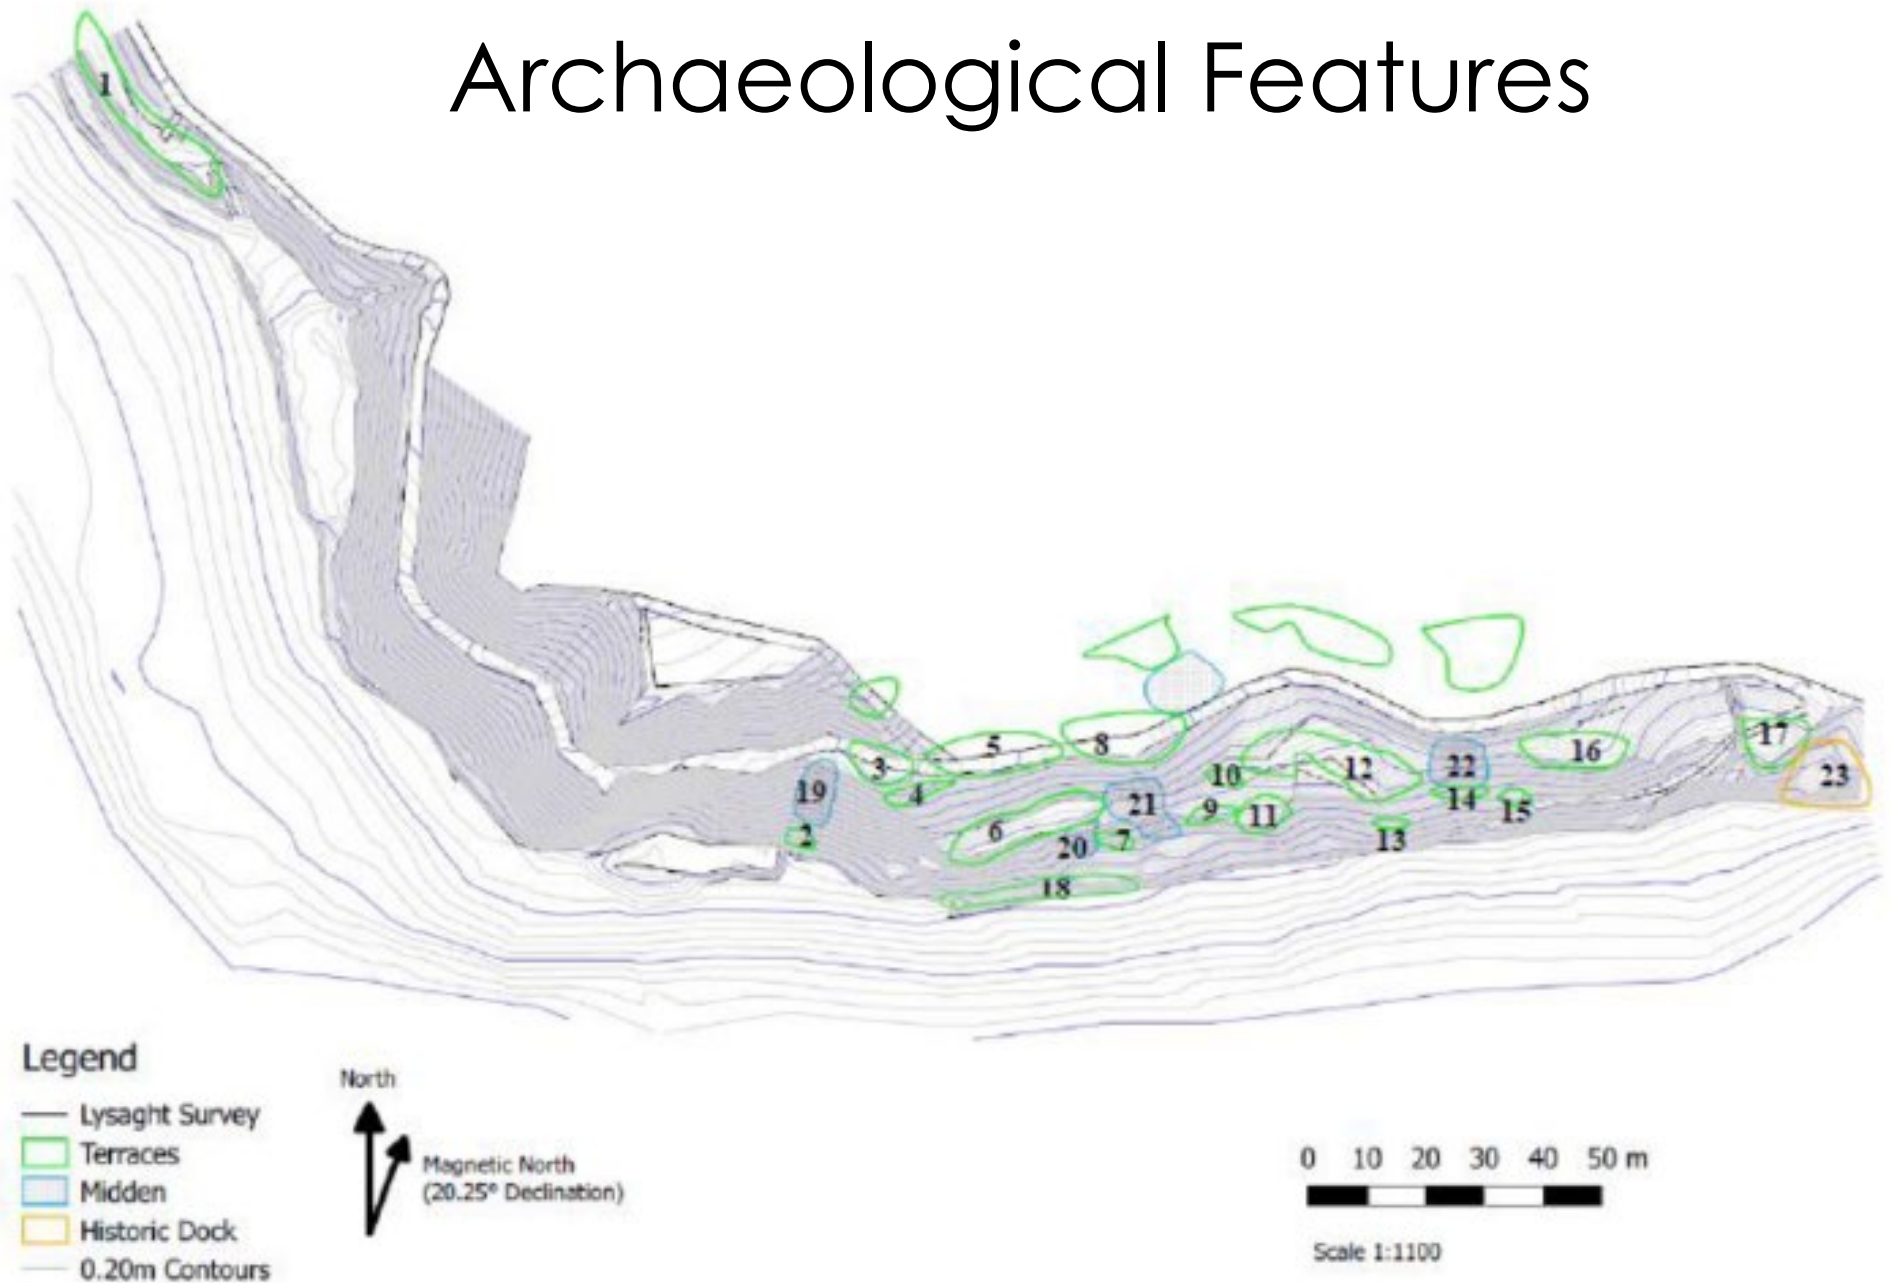 Archaeological Features
1
5
8
3
4
19
2
6
20
21
7
18
10
9
11
12
22
14
15
13
16
17
23
Legend
Lysaght Survey
Terraces
Midden
Historic Dock
0.20m Contours
North
Magnetic North
(20.25° Declination)
0 10 20 30 40 50 m
Scale 1:1100